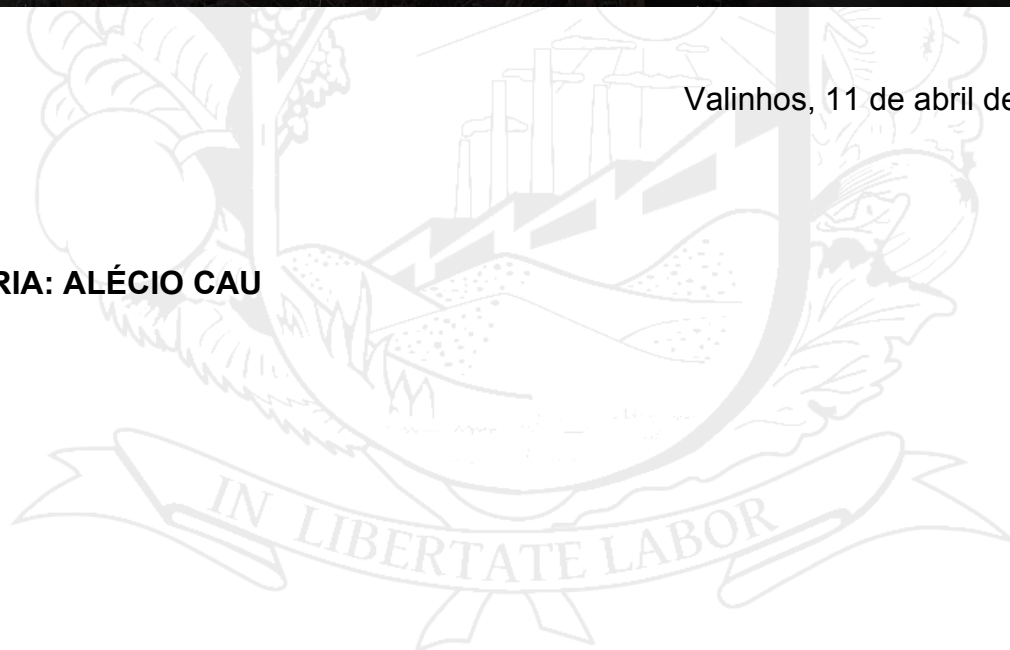 Valinhos, 11 de abril de
RIA: ALÉCIO CAU
IN LIBERTATE LABOR